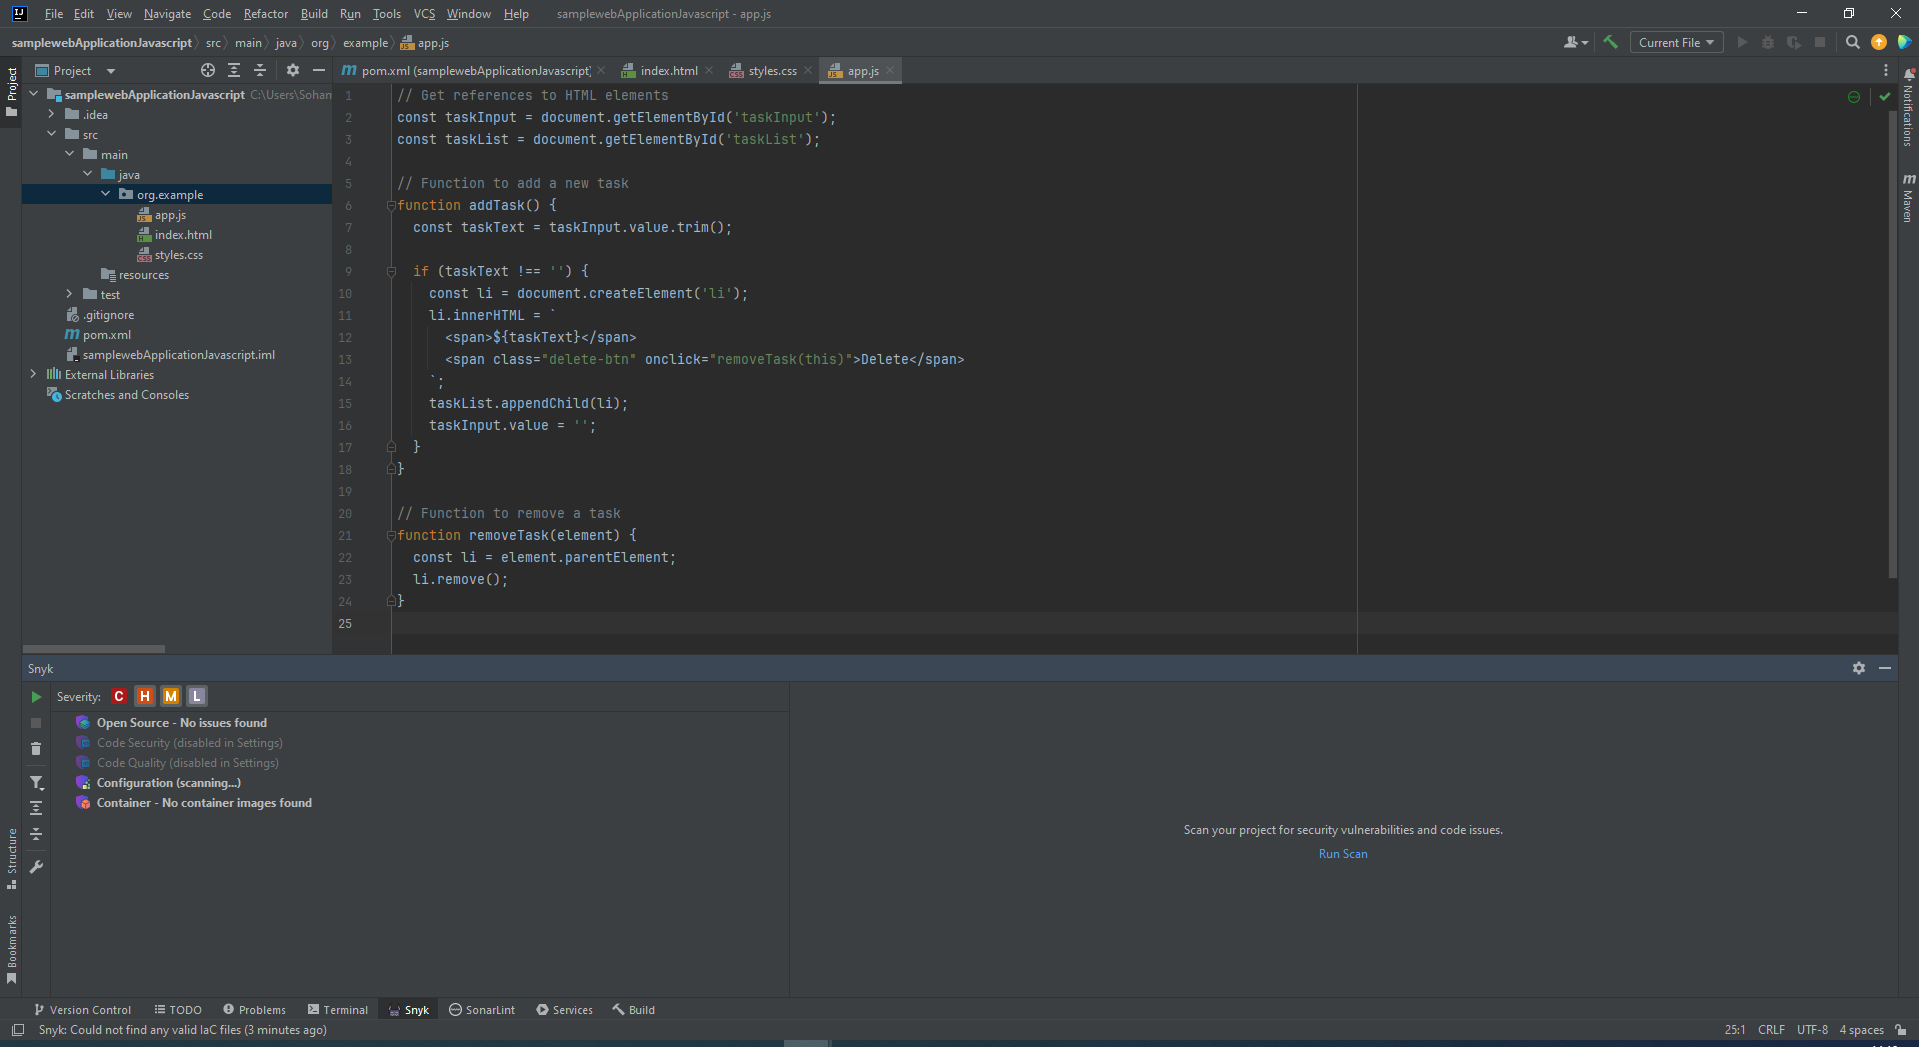 File Edit View Navigate Code Refactor Build Run Tools VCS Window Help samplewebApplicationJavascript - app.js
samplewebApplicationJavascript src main java org example app.js
Current File
Project
pom.xml (samplewebApplicationJavascript)
index.html
styles.css
app.js
Project
samplewebApplicationJavascript C:\Users\Soham
.idea
src
main
java
org.example
app.js
index.html
styles.css
resources
test
.gitignore
pom.xml
samplewebApplicationJavascript.iml
External Libraries
Scratches and Consoles
1 // Get references to HTML elements
2 const taskInput = document.getElementById('taskInput');
3 const taskList = document.getElementById('taskList');
4
5 // Function to add a new task
6 function addTask() {
7 const taskText = taskInput.value.trim();
8
9 if (taskText !== '') {
10 const li = document.createElement('li');
11 li.innerHTML = `
12 <span>${taskText}</span>
13 <span class="delete-btn" onclick="removeTask(this)">Delete</span>
14 `;
15 taskList.appendChild(li);
16 taskInput.value = '';
17 }
18 }
19
20 // Function to remove a task
21 function removeTask(element) {
22 const li = element.parentElement;
23 li.remove();
24 }
25
Notifications
Maven
Snyk
Severity: C H M L
Open Source - No issues found
Code Security (disabled in Settings)
Code Quality (disabled in Settings)
Configuration (scanning...)
Container - No container images found
Scan your project for security vulnerabilities and code issues.
Run Scan
Structure
Bookmarks
Version Control TODO Problems Terminal Snyk SonarLint Services Build
Snyk: Could not find any valid IaC files (3 minutes ago)
25:1 CRLF UTF-8 4 spaces